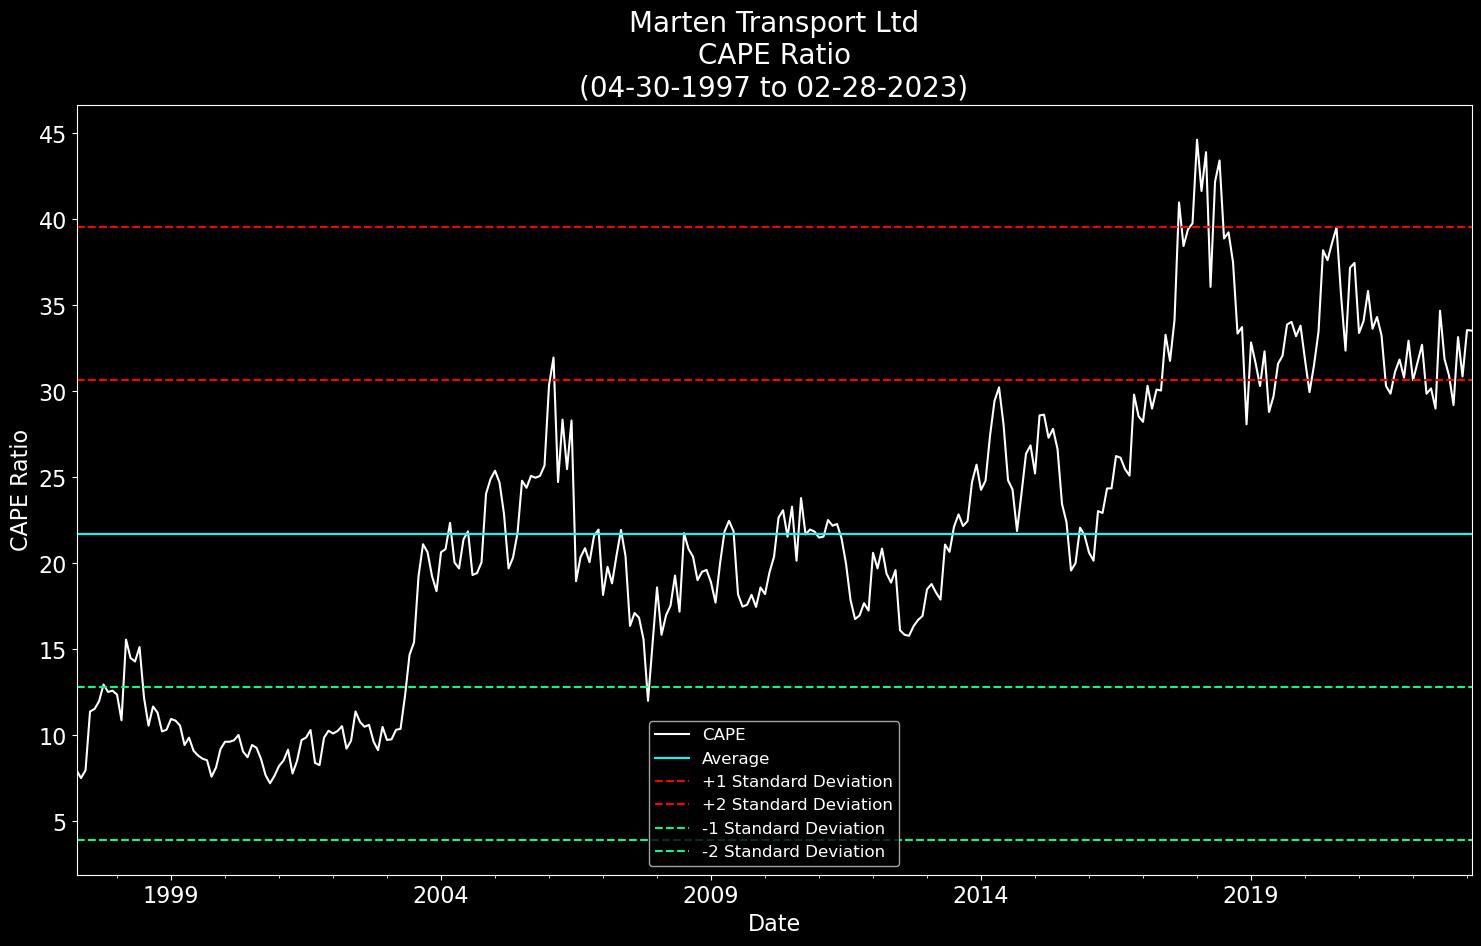 Marten Transport Ltd
CAPE Ratio
(04-30-1997 to 02-28-2023)
45
40
35
30
25
20
15
10
5
CAPE Ratio
CAPE
Average
+1 Standard Deviation
+2 Standard Deviation
-1 Standard Deviation
-2 Standard Deviation
1999
2004
2009
2014
2019
Date